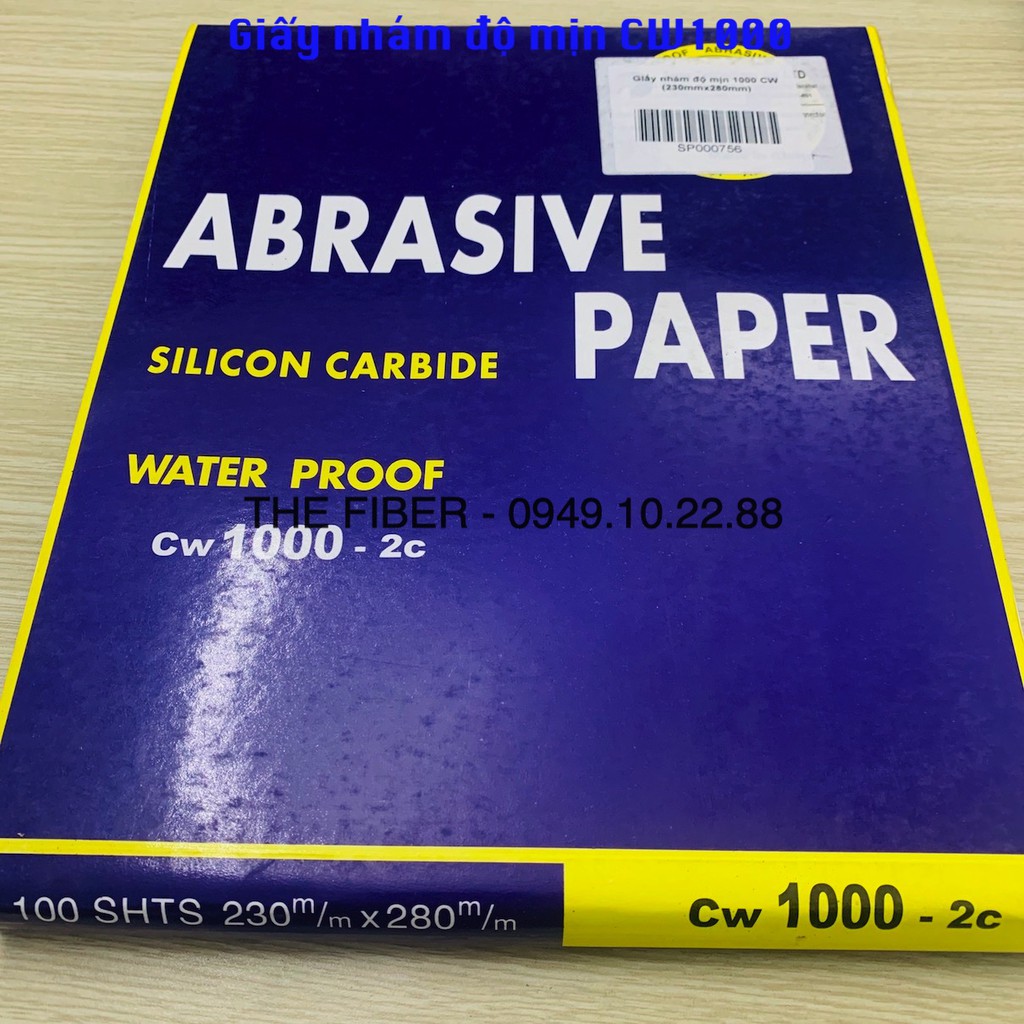 Giấy nhám độ mịn CW1000
Giấy nhám độ mịn 1000 CW
(230mmx280mm)
SP000756
ABRASIVE
PAPER
SILICON CARBIDE
WATER PROOF
THE FIBER - 0949.10.22.88
Cw 1000 - 2c
100 SHTS 230m/m x 280m/m
Cw 1000 - 2c